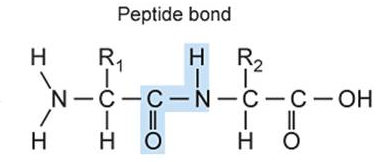 Peptide bond
H R₁ H R₂
N — C — C — N — C — C — OH
H H O H O